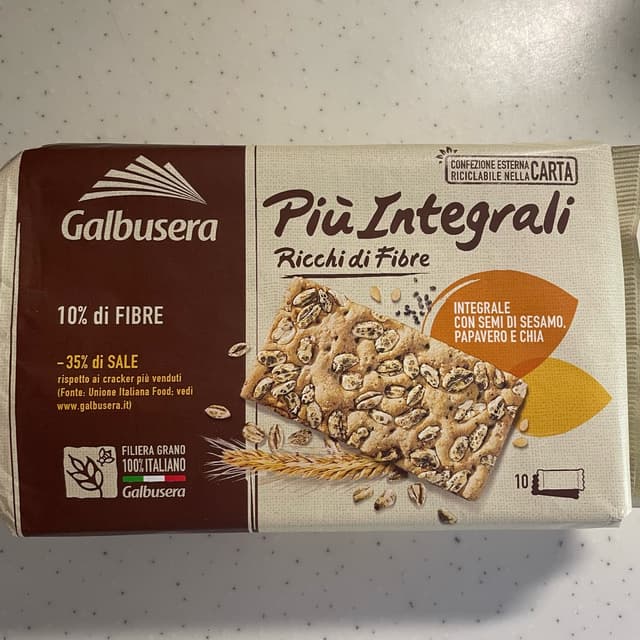 Galbusera
10% di FIBRE
-35% di SALE
rispetto ai cracker più venduti
(Fonte: Unione Italiana Food: vedi
www.galbusera.it)
FILIERA GRANO
100% ITALIANO
Galbusera
CONFEZIONE ESTERNA
RICICLABILE NELLA CARTA
Più Integrali
Ricchi di Fibre
INTEGRALE
CON SEMI DI SESAMO,
PAPAVERO E CHIA
10